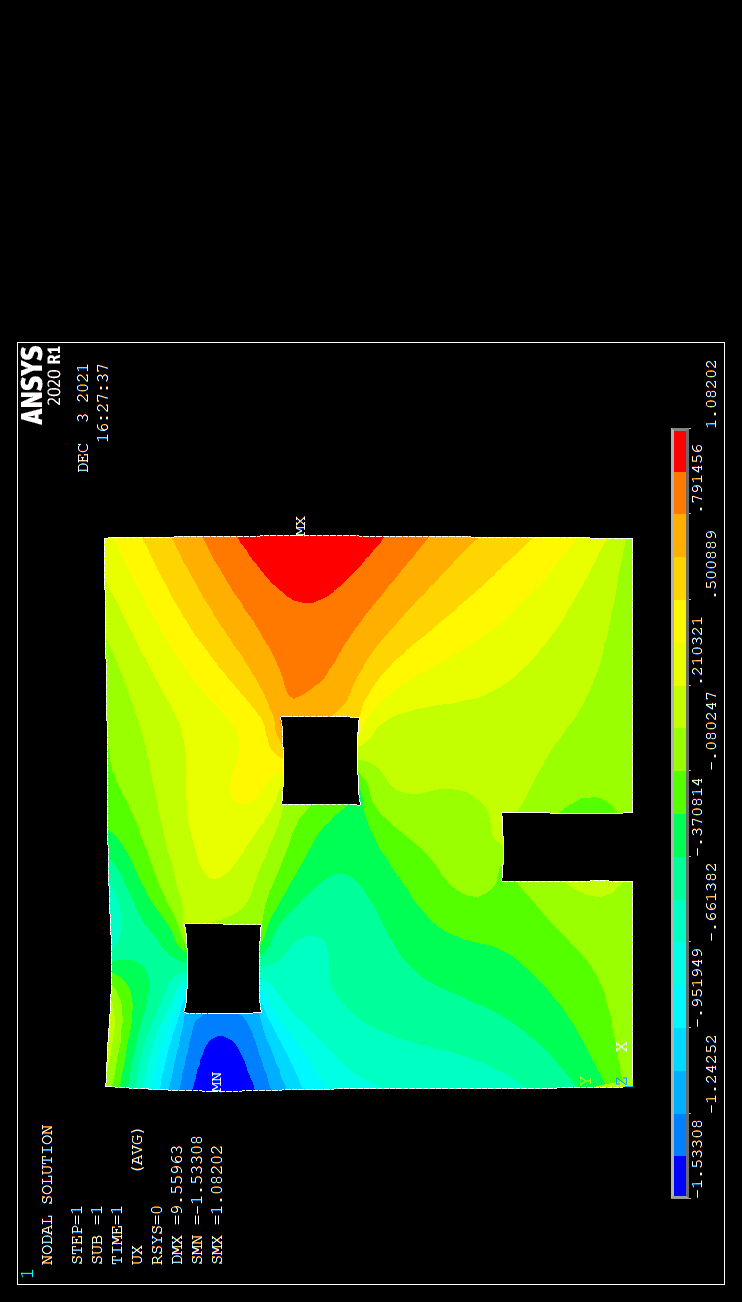 1
NODAL SOLUTION
STEP=1
SUB =1
TIME=1
UX (AVG)
RSYS=0
DMX =9.55963
SMN =-1.53308
SMX =1.08202
ANSYS
2020 R1
DEC 3 2021
16:27:37
MN
MX
Y
Z X
-1.53308 -.951949 -.370814 .210321 .791456
-1.24252 -.661382 -.080247 .500889 1.08202